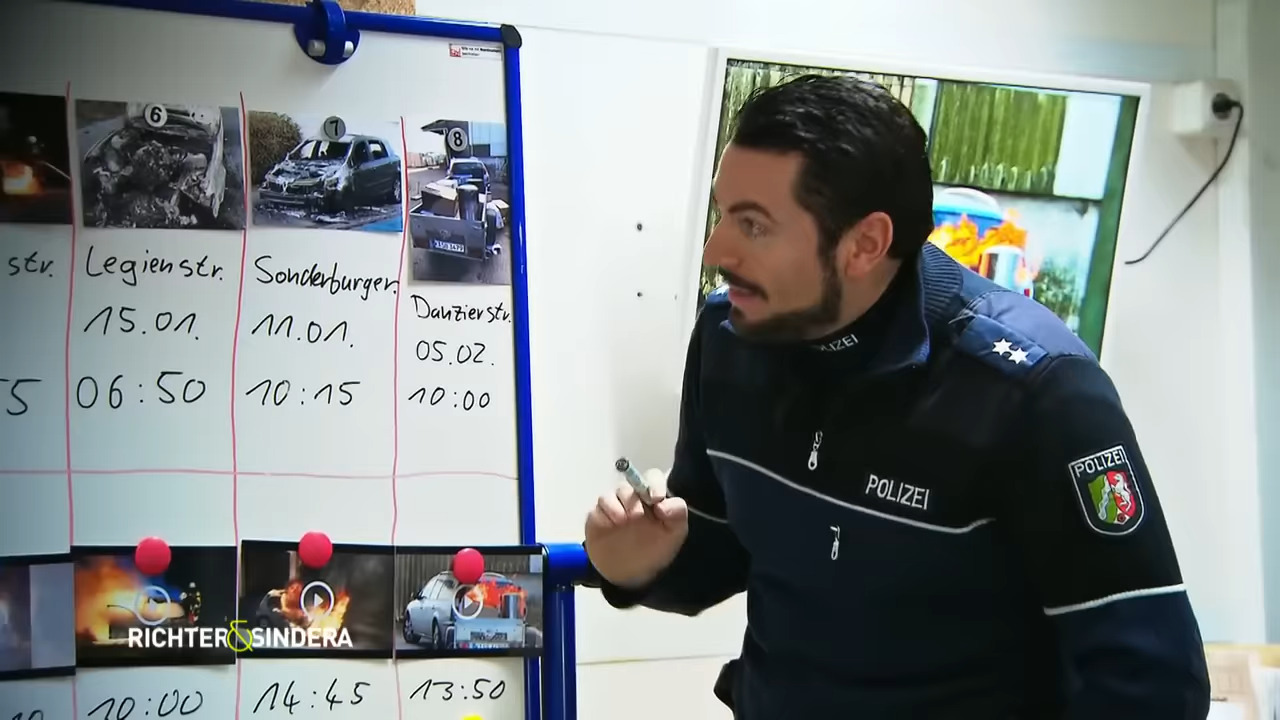 6
7
8
str.
Legienstr.
Sonderburger.
Danzierstr.
15.01.
11.01.
05.02.
5
06:50
10:15
10:00
POLIZEI
POLIZEI
POLIZEI
RICHTER&SINDERA
10:00
14:45
13:50